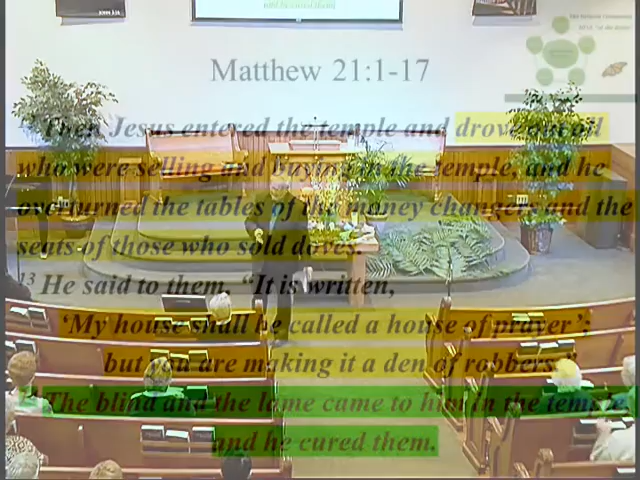 Matthew 21:1-17
Then Jesus entered the temple and drove out all
who were selling and buying in the temple, and he
overturned the tables of the money changers and the
seats of those who sold doves.
13 He said to them, “It is written,
‘My house shall be called a house of prayer’;
but you are making it a den of robbers.”
The blind and the lame came to him in the temple,
and he cured them.